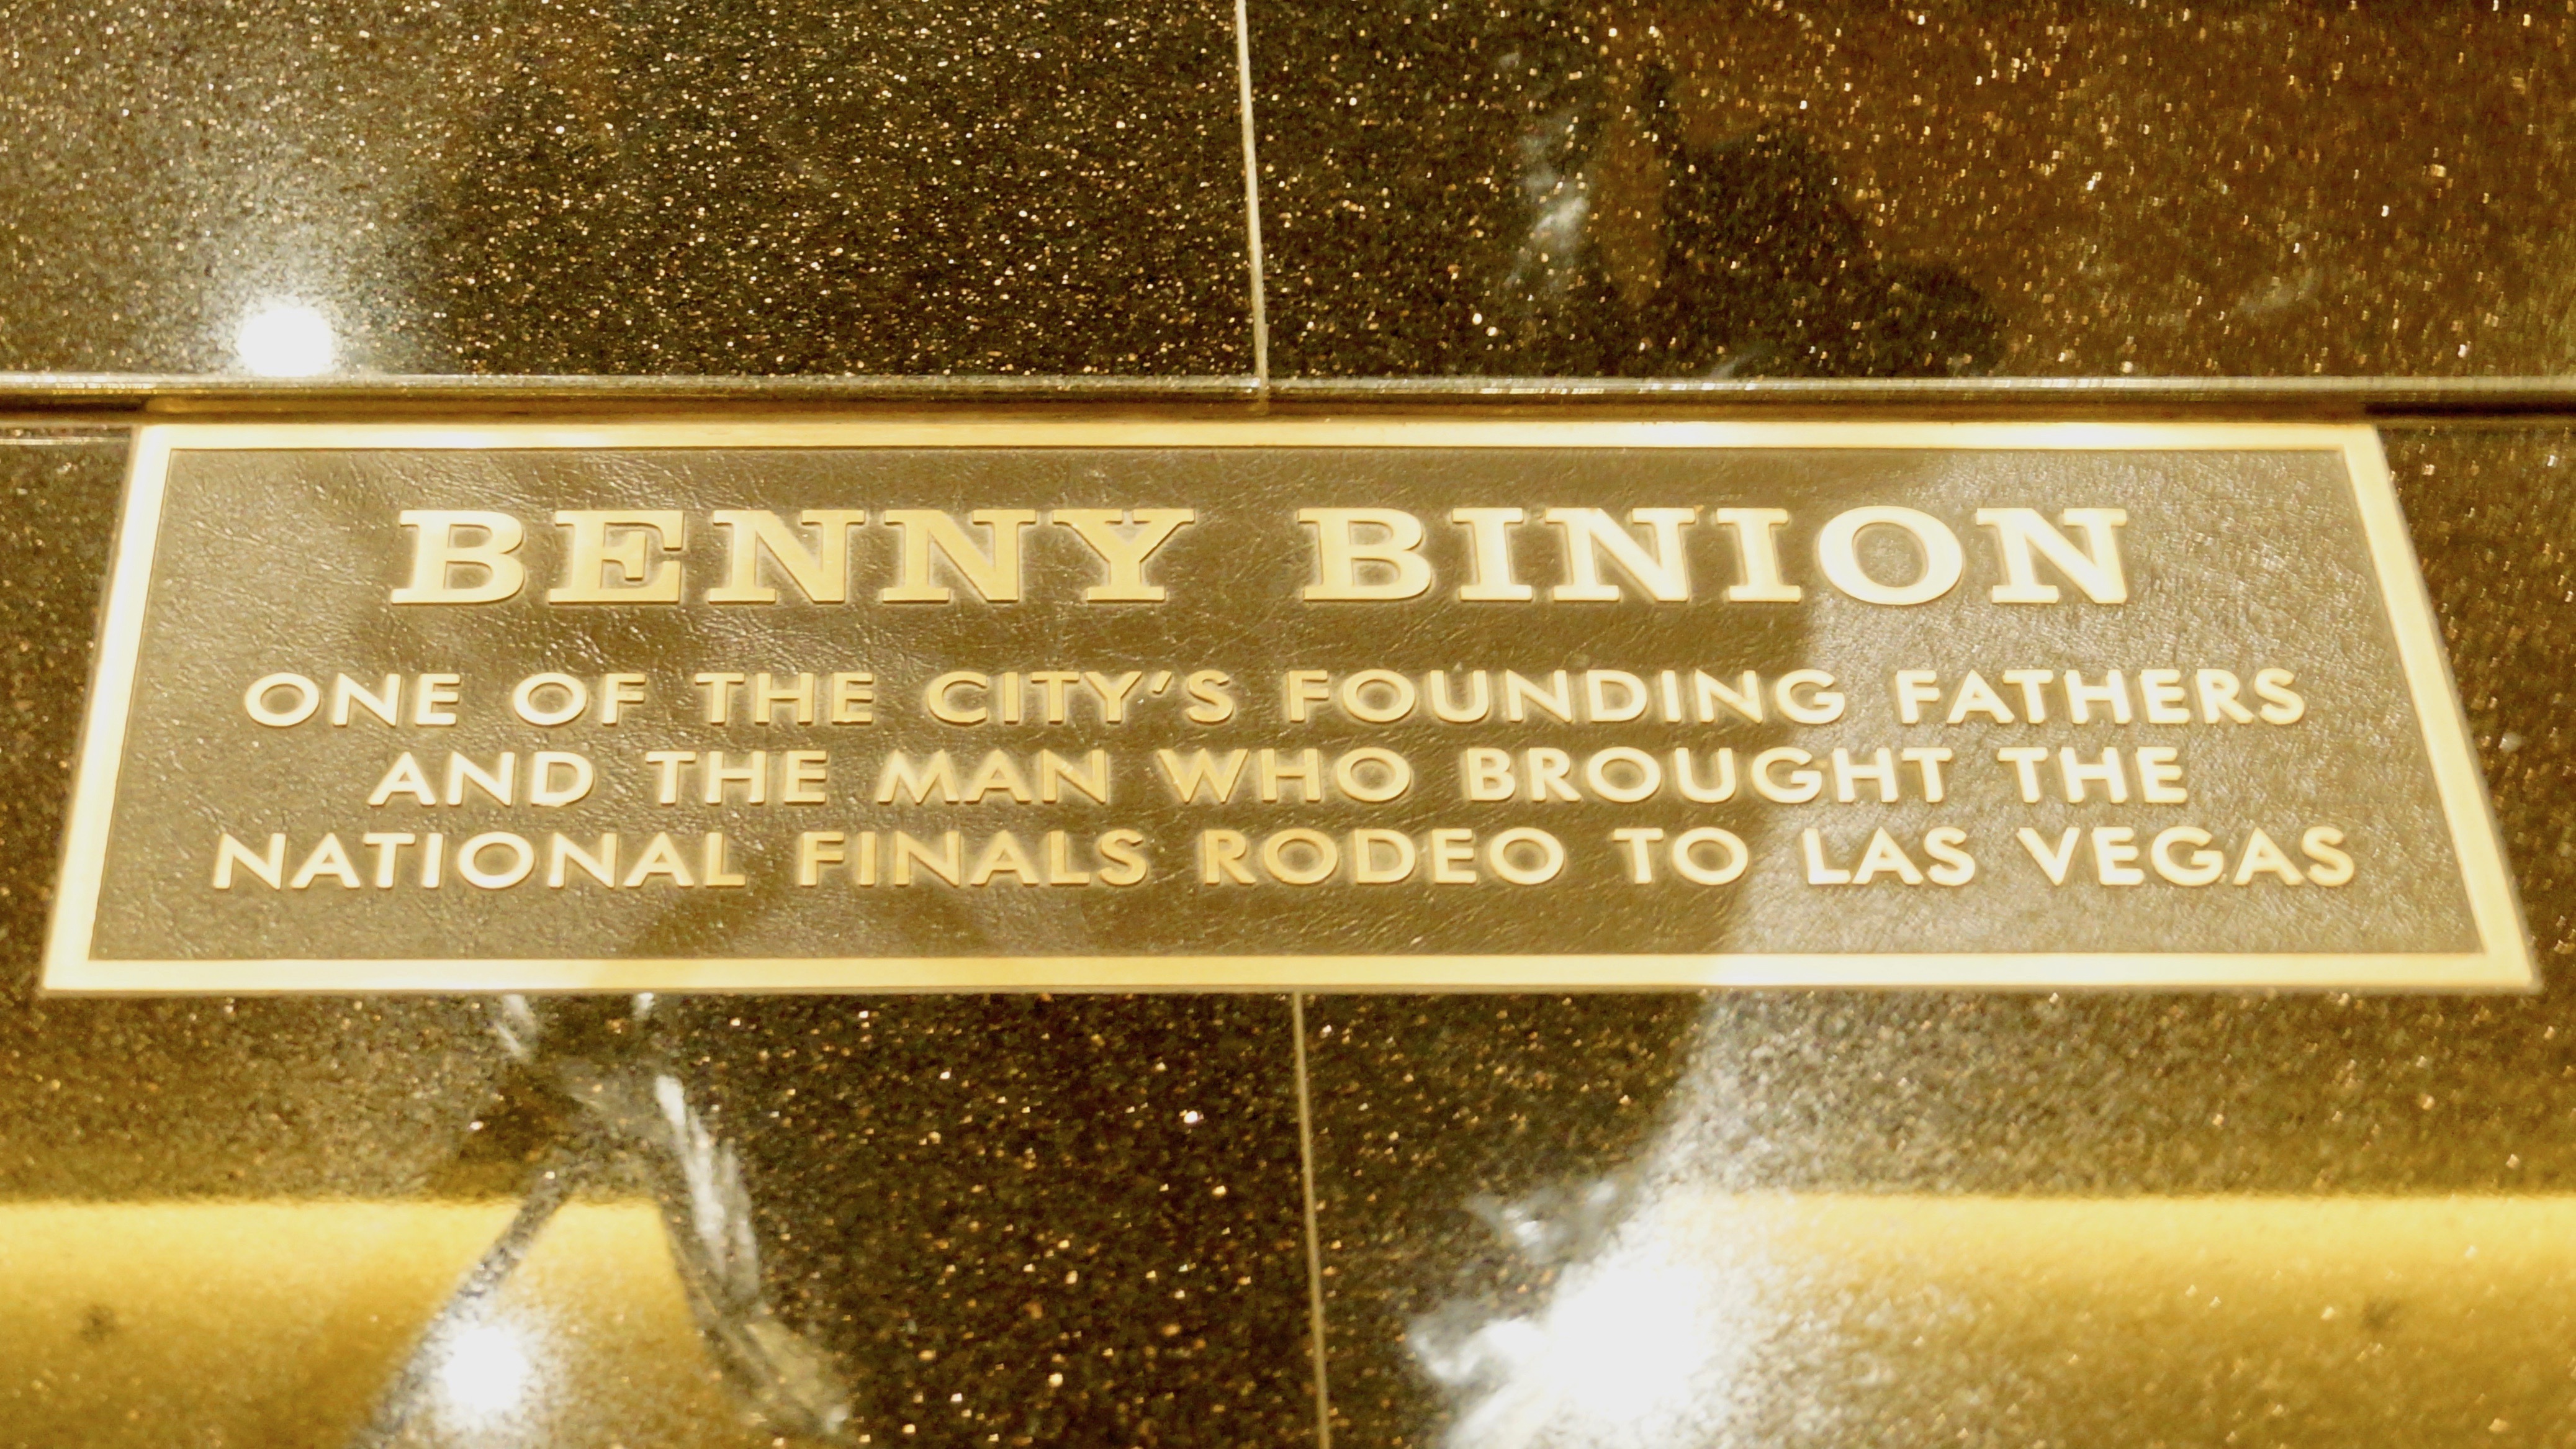 BENNY BINION
ONE OF THE CITY'S FOUNDING FATHERS
AND THE MAN WHO BROUGHT THE
NATIONAL FINALS RODEO TO LAS VEGAS